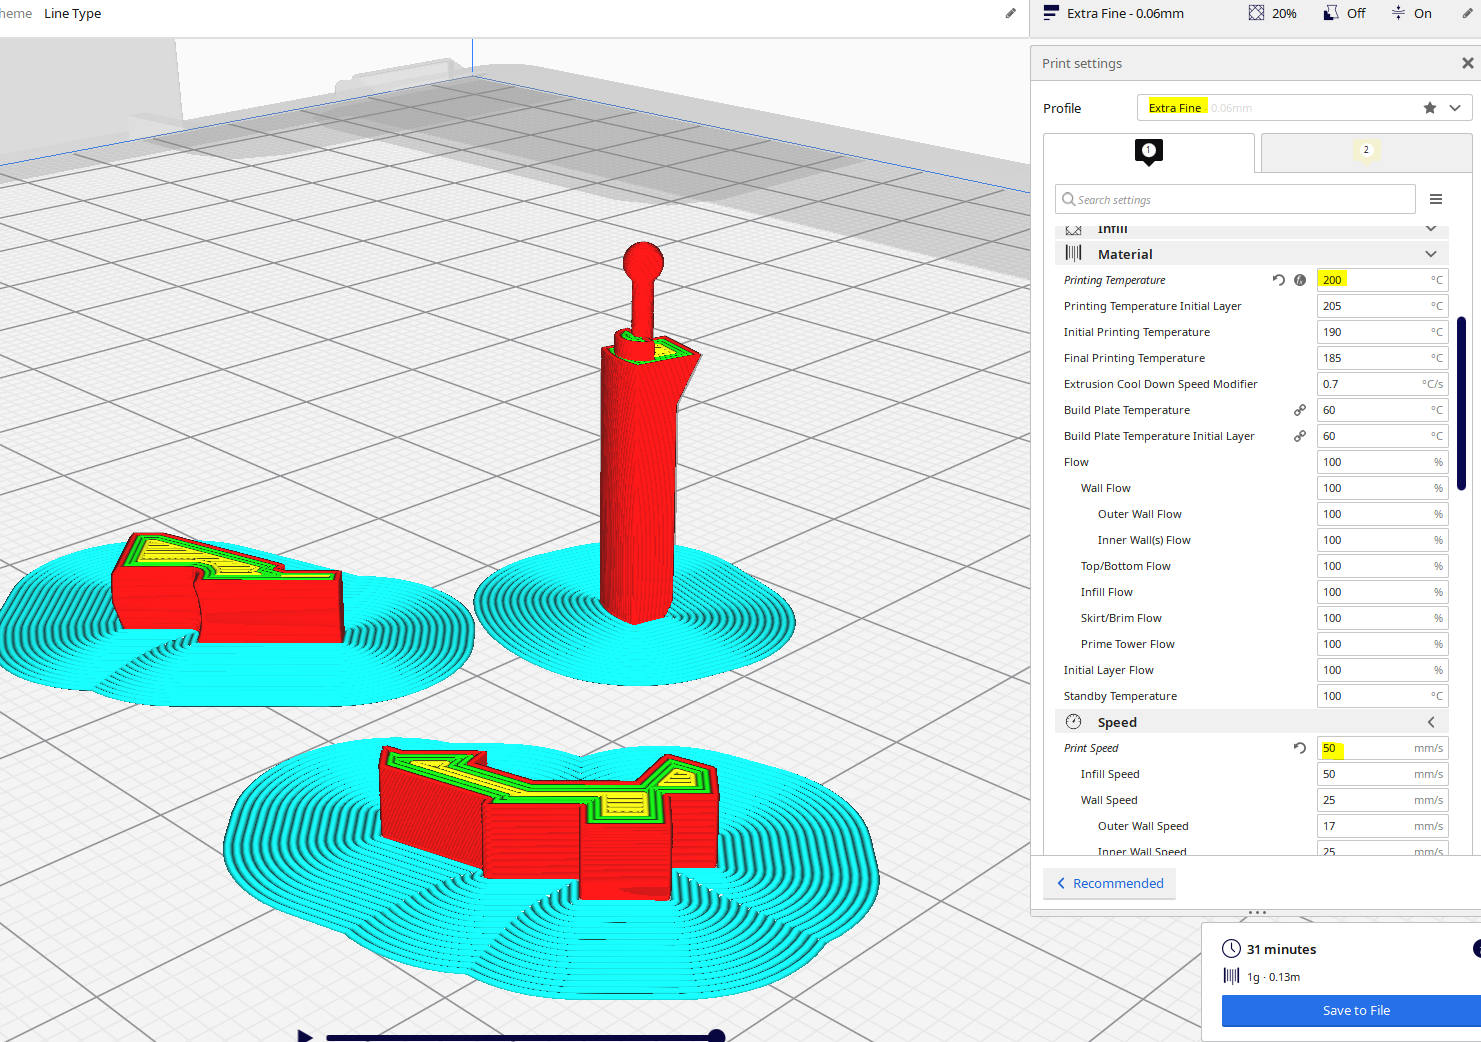 heme Line Type
Extra Fine - 0.06mm 20% Off On
Print settings
Profile Extra Fine - 0.06mm
1 2
Search settings
Infill
Material
Printing Temperature 200 °C
Printing Temperature Initial Layer 205 °C
Initial Printing Temperature 190 °C
Final Printing Temperature 185 °C
Extrusion Cool Down Speed Modifier 0.7 °C/s
Build Plate Temperature 60 °C
Build Plate Temperature Initial Layer 60 °C
Flow 100 %
Wall Flow 100 %
Outer Wall Flow 100 %
Inner Wall(s) Flow 100 %
Top/Bottom Flow 100 %
Infill Flow 100 %
Skirt/Brim Flow 100 %
Prime Tower Flow 100 %
Initial Layer Flow 100 %
Standby Temperature 100 °C
Speed
Print Speed 50 mm/s
Infill Speed 50 mm/s
Wall Speed 25 mm/s
Outer Wall Speed 17 mm/s
Inner Wall Speed 25 mm/s
Recommended
31 minutes
1g · 0.13m
Save to File